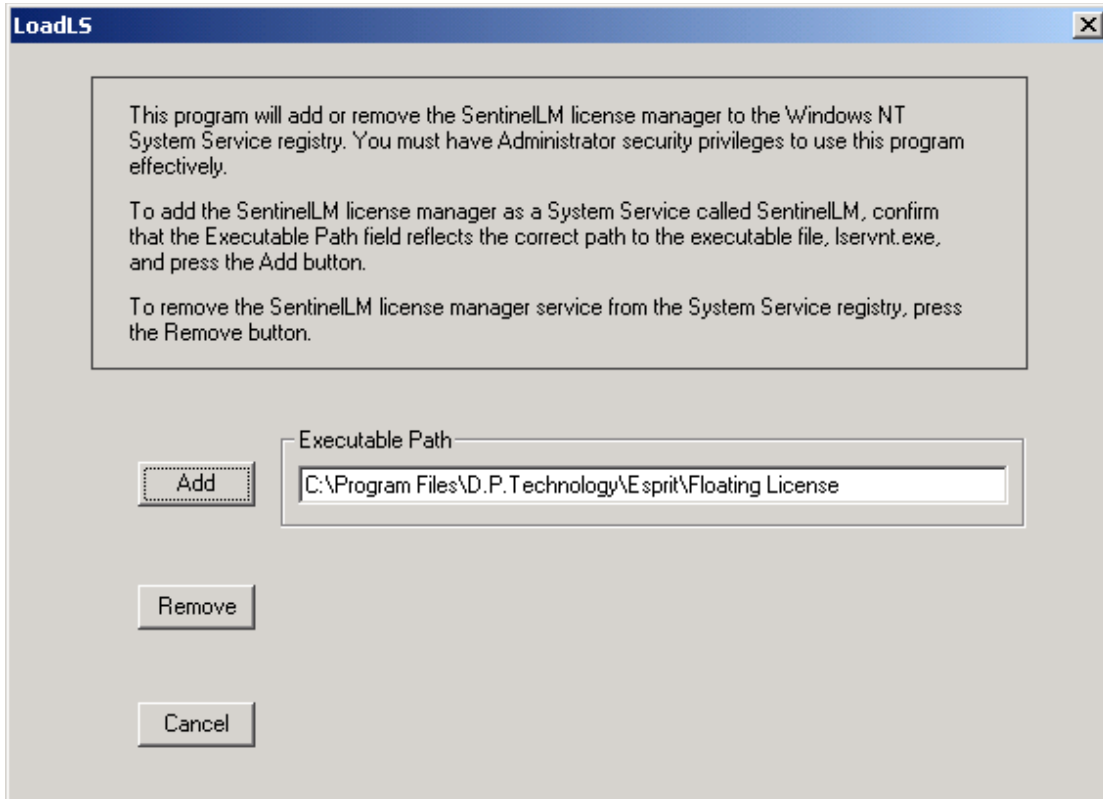 LoadLS
This program will add or remove the SentinelLM license manager to the Windows NT
System Service registry. You must have Administrator security privileges to use this program
effectively.
To add the SentinelLM license manager as a System Service called SentinelLM, confirm
that the Executable Path field reflects the correct path to the executable file, lservnt.exe,
and press the Add button.
To remove the SentinelLM license manager service from the System Service registry, press
the Remove button.
Executable Path
Add
C:\Program Files\D.P.Technology\Esprit\Floating License
Remove
Cancel